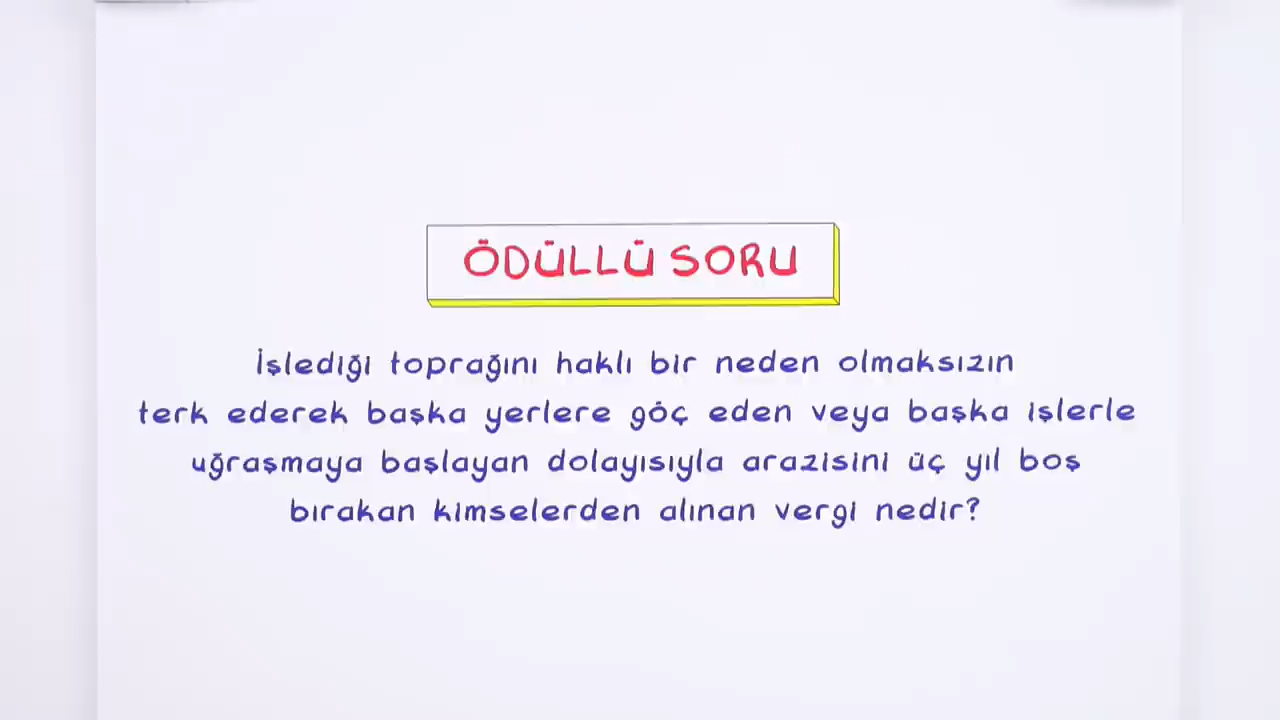 ÖDÜLLÜ SORU
İşlediği toprağını haklı bir neden olmaksızın
terk ederek başka yerlere göç eden veya başka işlerle
uğraşmaya başlayan dolayısıyla arazisini üç yıl boş
bırakan kimselerden alınan vergi nedir?